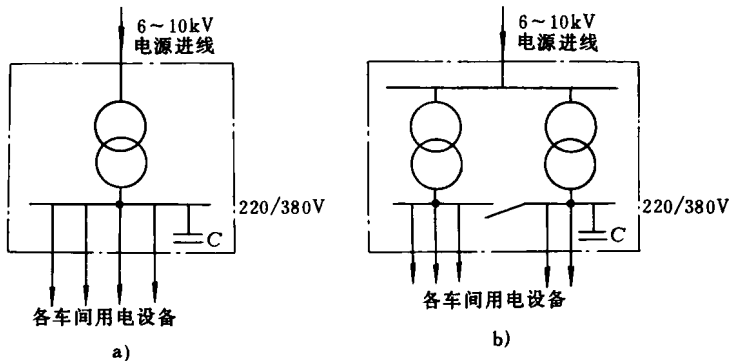 6~10kV
电源进线
220/380V
C
各车间用电设备
a)
6~10kV
电源进线
220/380V
C
各车间用电设备
b)